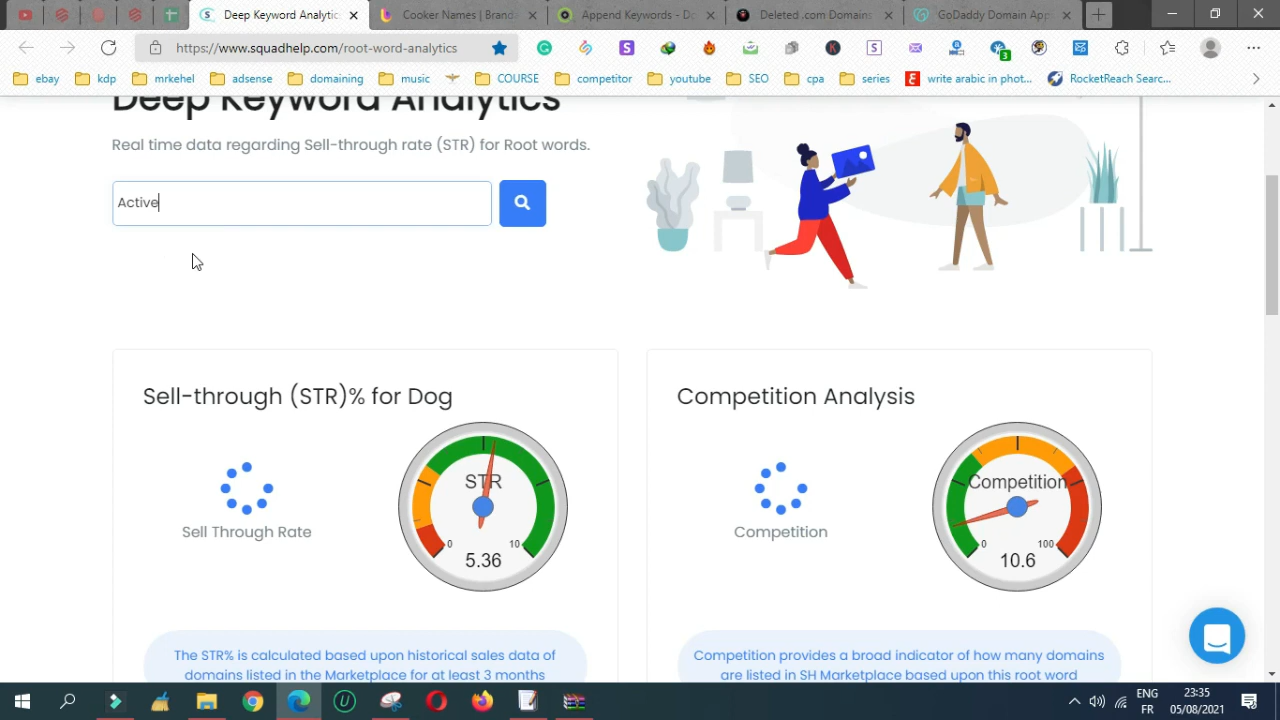 Deep Keyword Analytic
Cooker Names | Branda
Append Keywords - Do
Deleted .com Domains
GoDaddy Domain App
https://www.squadhelp.com/root-word-analytics
ebay
kdp
mrkehel
adsense
domaining
music
COURSE
competitor
youtube
SEO
cpa
series
write arabic in phot...
RocketReach Searc...
Deep Keyword Analytics
Real time data regarding Sell-through rate (STR) for Root words.
Active
Sell-through (STR)% for Dog
Sell Through Rate
STR
0
10
5.36
The STR% is calculated based upon historical sales data of
domains listed in the Marketplace for at least 3 months
Competition Analysis
Competition
Competition
0
100
10.6
Competition provides a broad indicator of how many domains
are listed in SH Marketplace based upon this root word
ENG
FR
23:35
05/08/2021